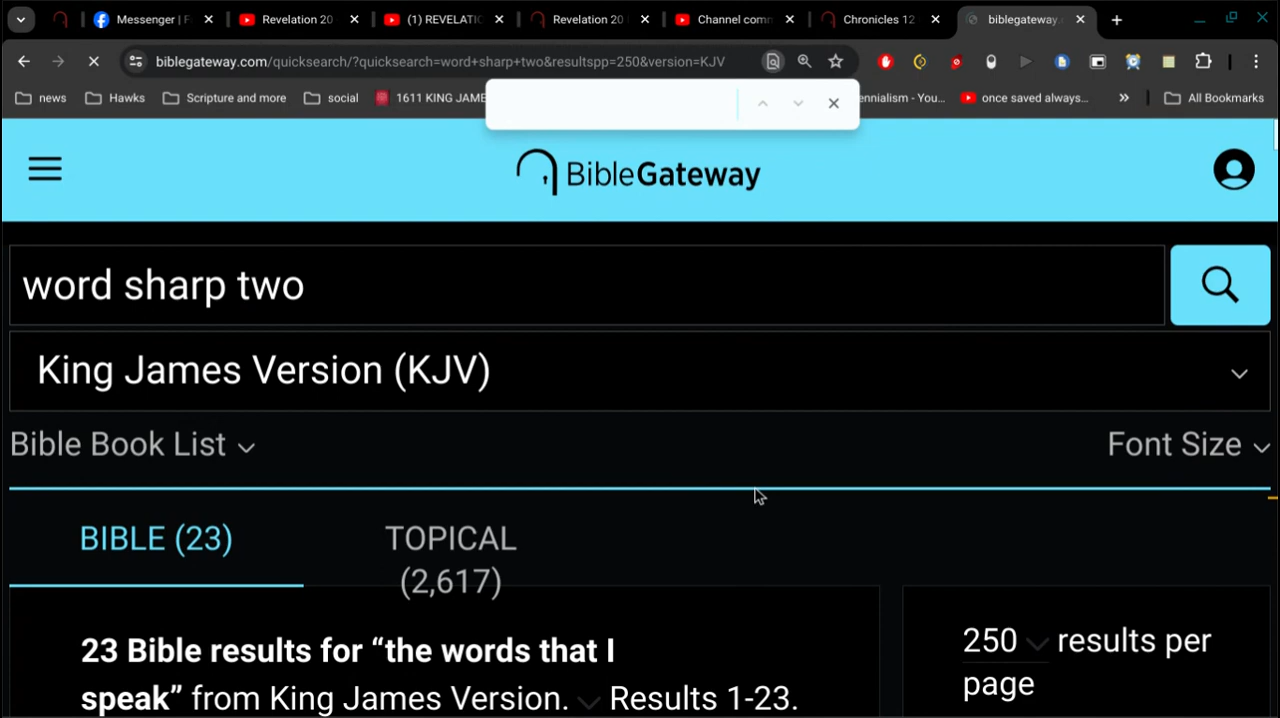 Messenger | F
Revelation 20
(1) REVELATIC
Revelation 20
Channel comm
Chronicles 12
biblegateway.
biblegateway.com/quicksearch/?quicksearch=word+sharp+two&resultspp=250&version=KJV
news
Hawks
Scripture and more
social
1611 KING JAME
ennialism - You...
once saved always...
»
All Bookmarks
BibleGateway
word sharp two
King James Version (KJV)
Bible Book List
Font Size
BIBLE (23)
TOPICAL
(2,617)
23 Bible results for “the words that I
speak” from King James Version. Results 1-23.
250 results per
page